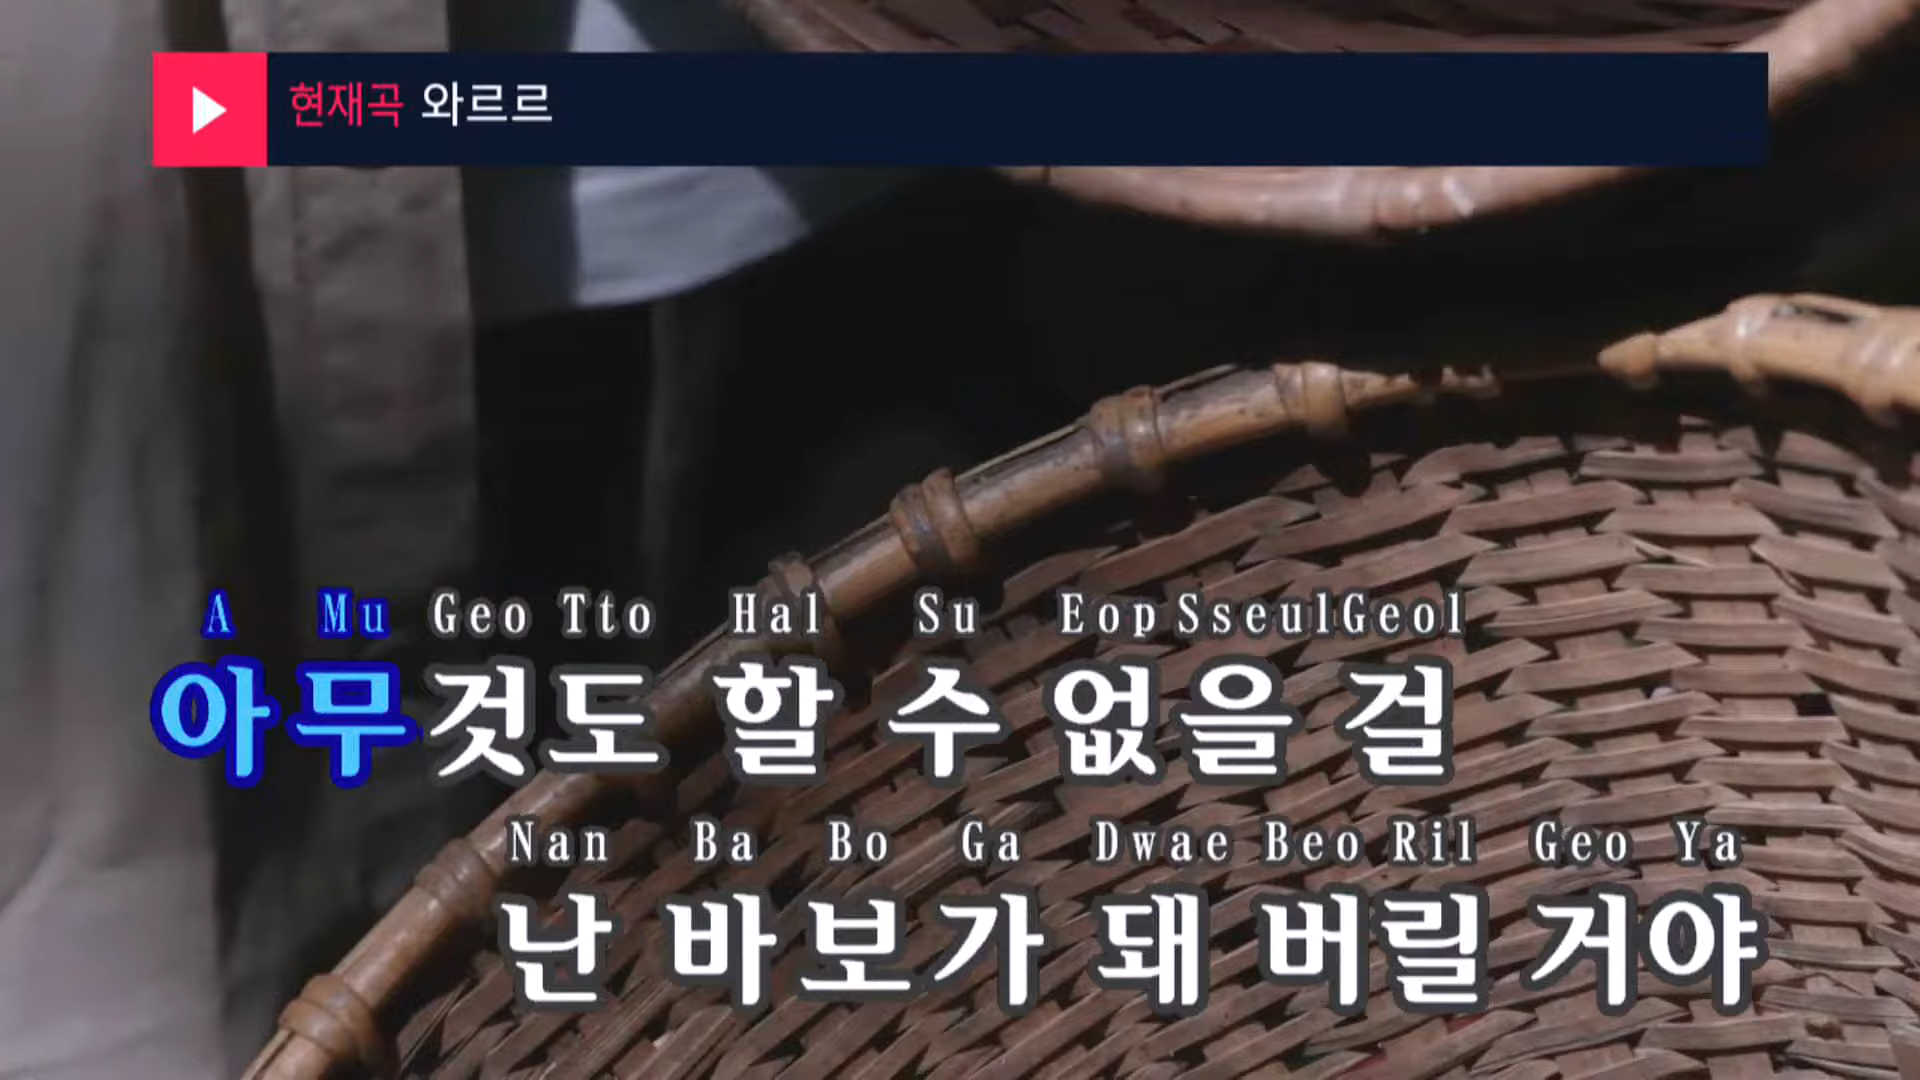 현재곡 와르르
A Mu Geo Tto Hal Su Eop Sseul Geol
아무것도 할 수 없을 걸
Nan Ba Bo Ga Dwae Beo Ril Geo Ya
난 바보가 돼 버릴 거야